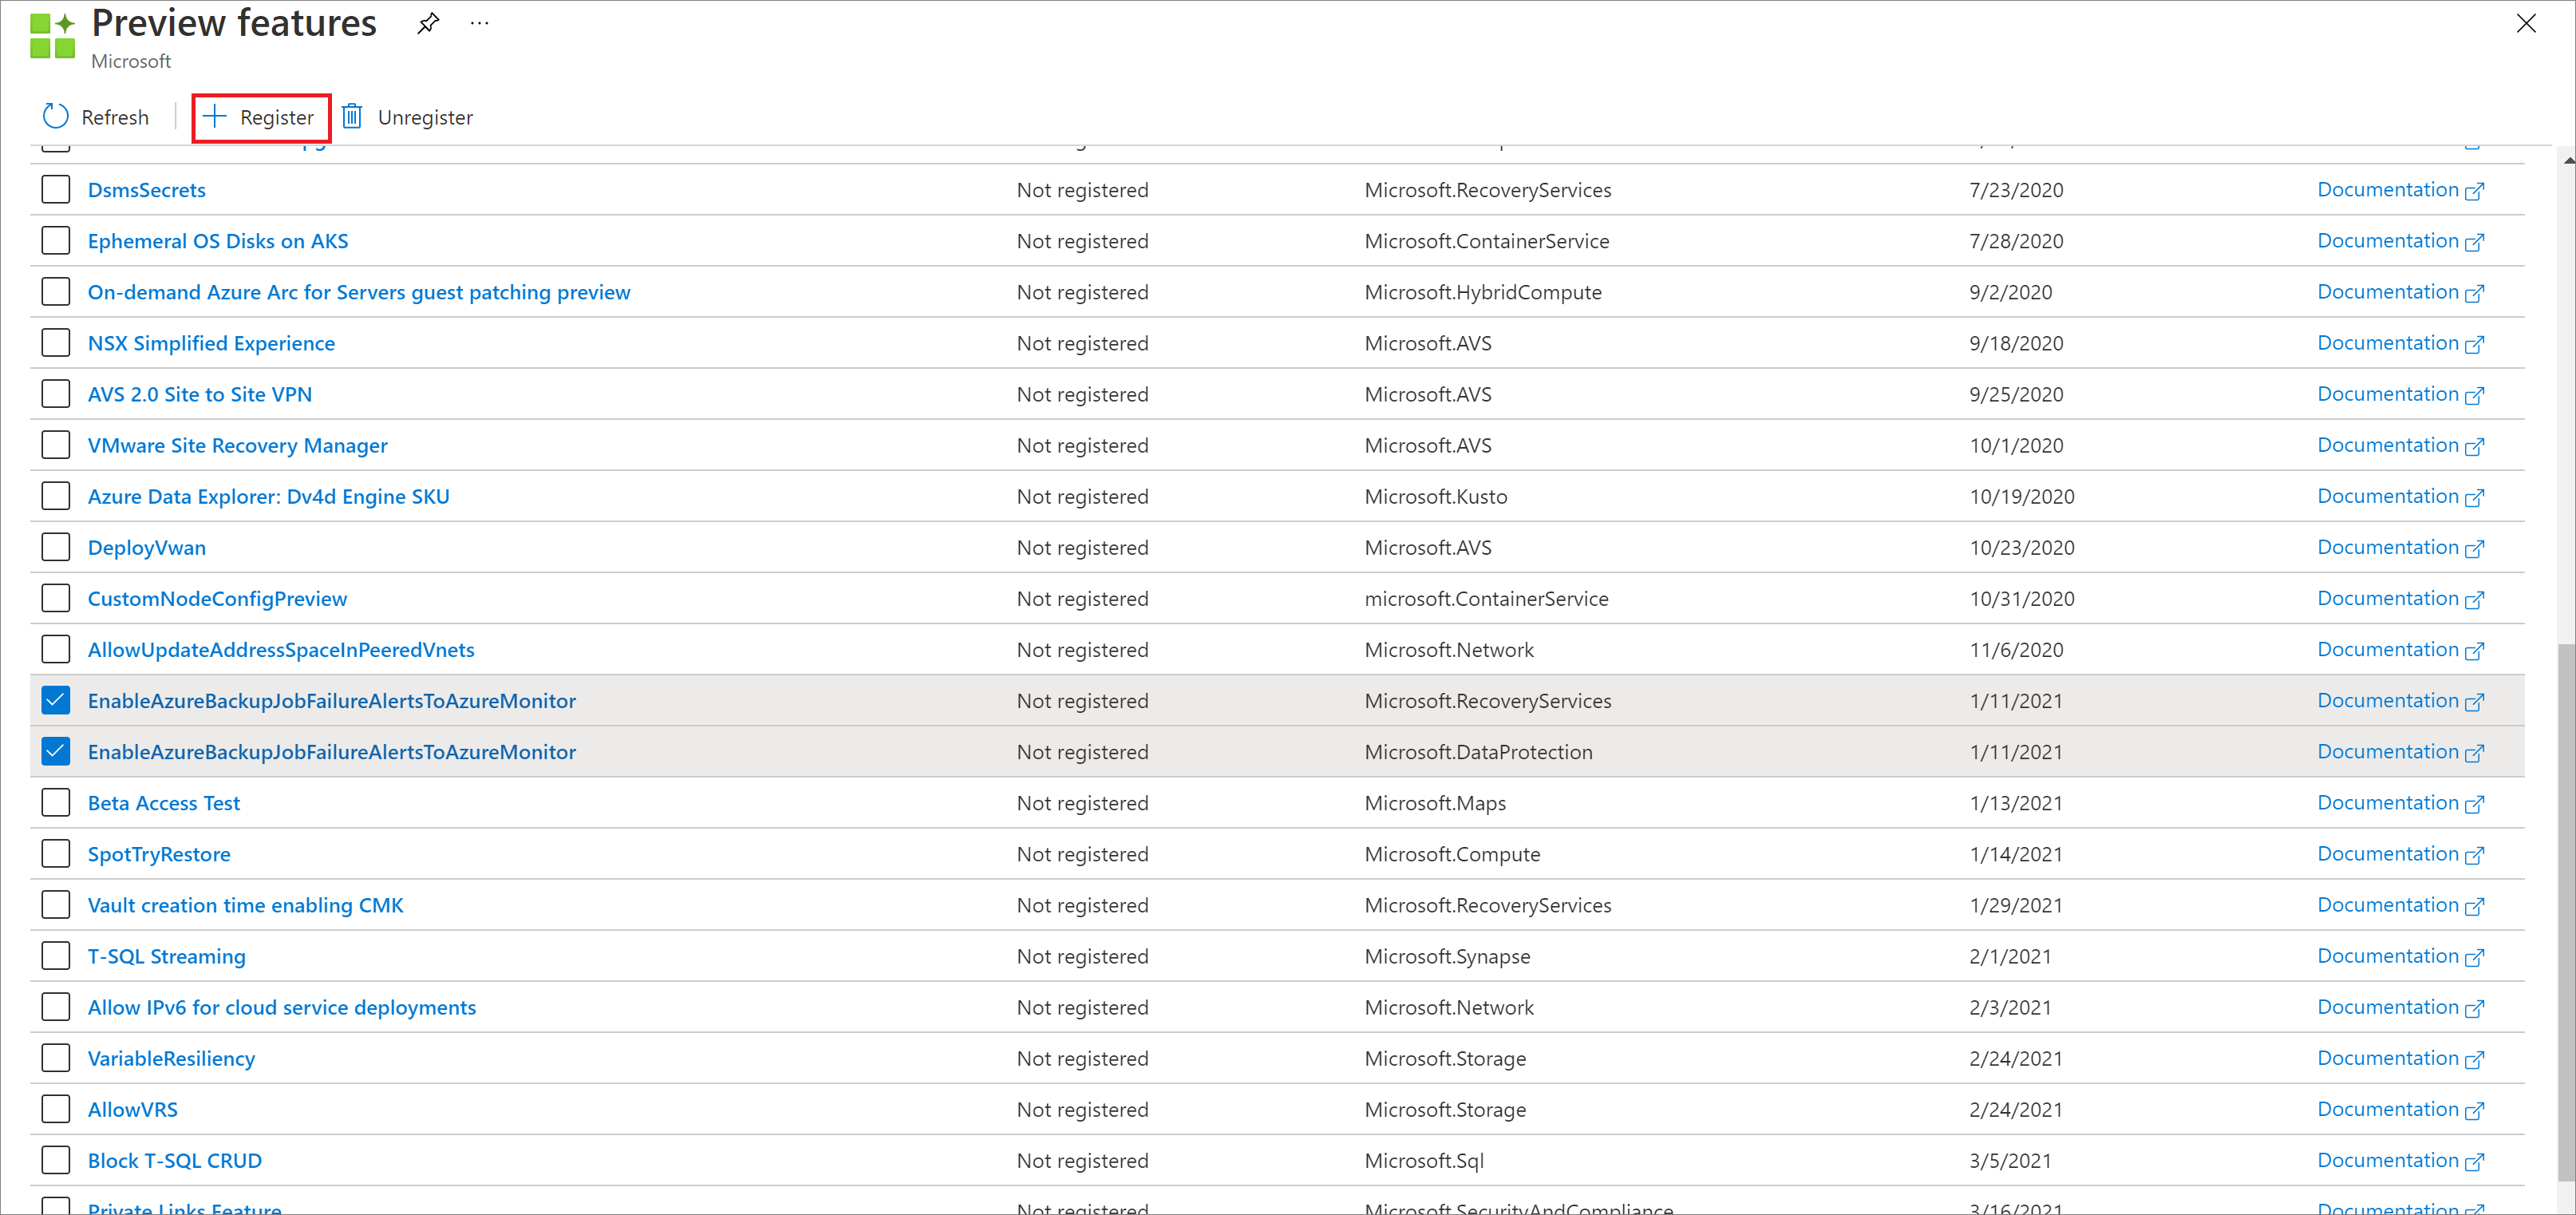 Preview features
Microsoft
Refresh Register Unregister
DsmsSecrets Not registered Microsoft.RecoveryServices 7/23/2020 Documentation
Ephemeral OS Disks on AKS Not registered Microsoft.ContainerService 7/28/2020 Documentation
On-demand Azure Arc for Servers guest patching preview Not registered Microsoft.HybridCompute 9/2/2020 Documentation
NSX Simplified Experience Not registered Microsoft.AVS 9/18/2020 Documentation
AVS 2.0 Site to Site VPN Not registered Microsoft.AVS 9/25/2020 Documentation
VMware Site Recovery Manager Not registered Microsoft.AVS 10/1/2020 Documentation
Azure Data Explorer: Dv4d Engine SKU Not registered Microsoft.Kusto 10/19/2020 Documentation
DeployVwan Not registered Microsoft.AVS 10/23/2020 Documentation
CustomNodeConfigPreview Not registered microsoft.ContainerService 10/31/2020 Documentation
AllowUpdateAddressSpaceInPeeredVnets Not registered Microsoft.Network 11/6/2020 Documentation
EnableAzureBackupJobFailureAlertsToAzureMonitor Not registered Microsoft.RecoveryServices 1/11/2021 Documentation
EnableAzureBackupJobFailureAlertsToAzureMonitor Not registered Microsoft.DataProtection 1/11/2021 Documentation
Beta Access Test Not registered Microsoft.Maps 1/13/2021 Documentation
SpotTryRestore Not registered Microsoft.Compute 1/14/2021 Documentation
Vault creation time enabling CMK Not registered Microsoft.RecoveryServices 1/29/2021 Documentation
T-SQL Streaming Not registered Microsoft.Synapse 2/1/2021 Documentation
Allow IPv6 for cloud service deployments Not registered Microsoft.Network 2/3/2021 Documentation
VariableResiliency Not registered Microsoft.Storage 2/24/2021 Documentation
AllowVRS Not registered Microsoft.Storage 2/24/2021 Documentation
Block T-SQL CRUD Not registered Microsoft.Sql 3/5/2021 Documentation
Private Links Feature Not registered Microsoft.SecurityAndCompliance 3/16/2021 Documentation